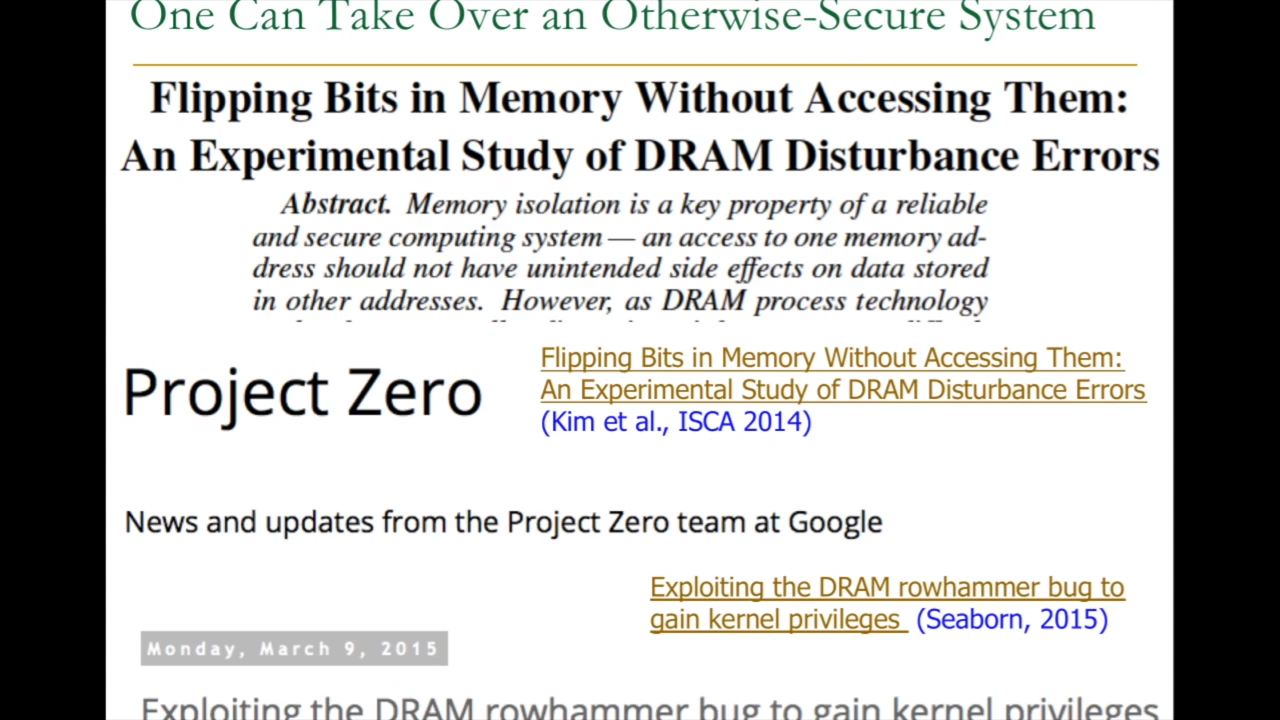 One Can Take Over an Otherwise-Secure System
Flipping Bits in Memory Without Accessing Them:
An Experimental Study of DRAM Disturbance Errors
Abstract. Memory isolation is a key property of a reliable
and secure computing system — an access to one memory ad-
dress should not have unintended side effects on data stored
in other addresses. However, as DRAM process technology
Project Zero
Flipping Bits in Memory Without Accessing Them:
An Experimental Study of DRAM Disturbance Errors
(Kim et al., ISCA 2014)
News and updates from the Project Zero team at Google
Exploiting the DRAM rowhammer bug to
gain kernel privileges (Seaborn, 2015)
Monday, March 9, 2015
Exploiting the DRAM rowhammer bug to gain kernel privileges